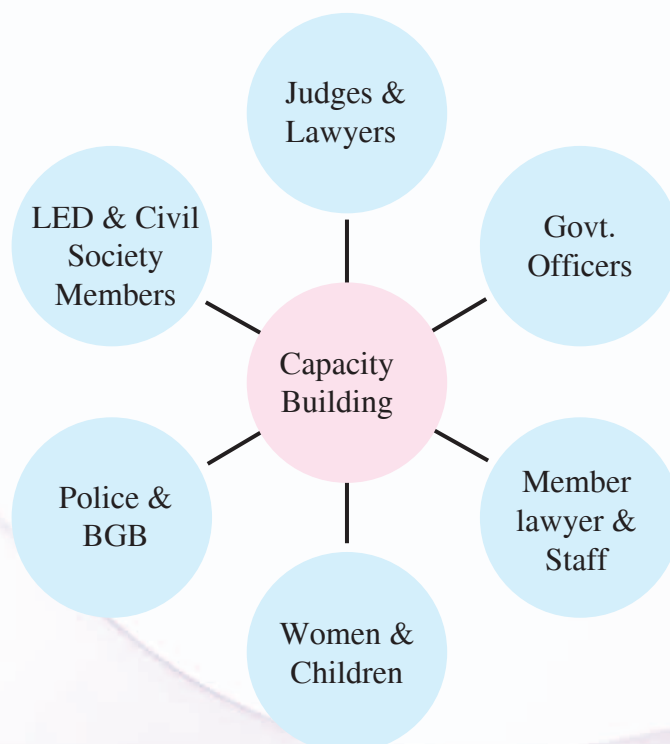 Judges &
Lawyers
LED & Civil
Society
Members
Govt.
Officers
Capacity
Building
Police &
BGB
Member
lawyer &
Staff
Women &
Children